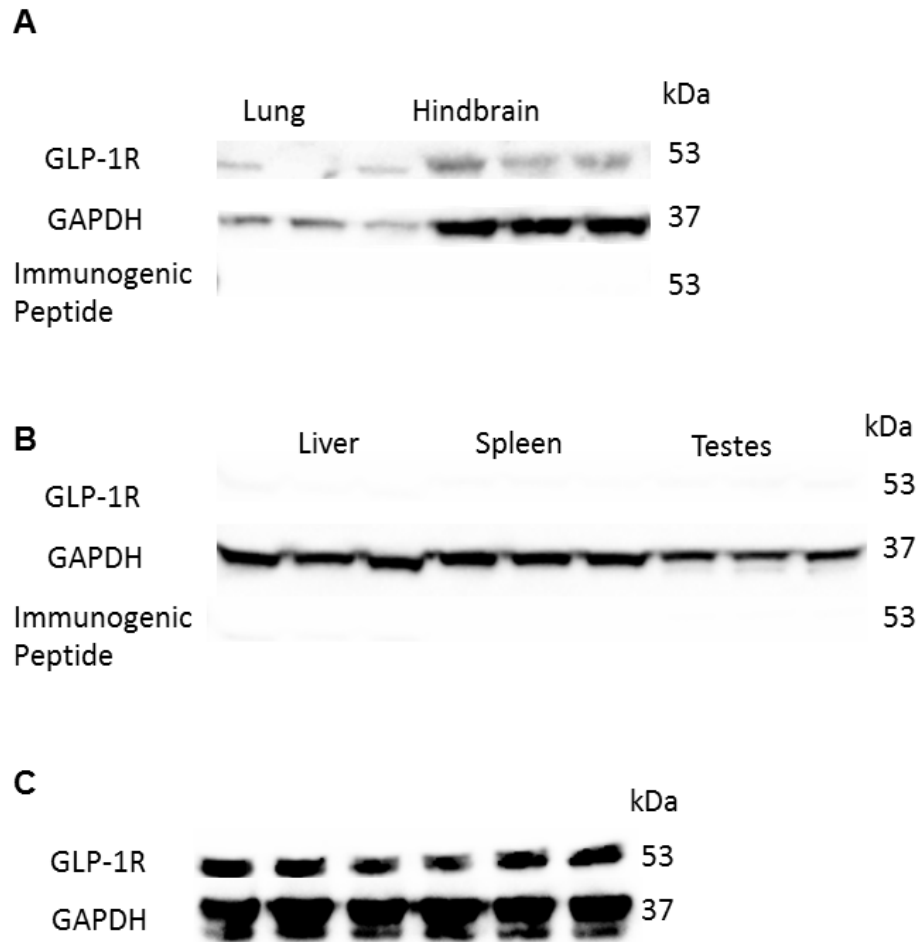 A
Lung Hindbrain kDa
GLP-1R 53
GAPDH 37
Immunogenic
Peptide 53
B
Liver Spleen Testes kDa
GLP-1R 53
GAPDH 37
Immunogenic
Peptide 53
C
kDa
GLP-1R 53
GAPDH 37